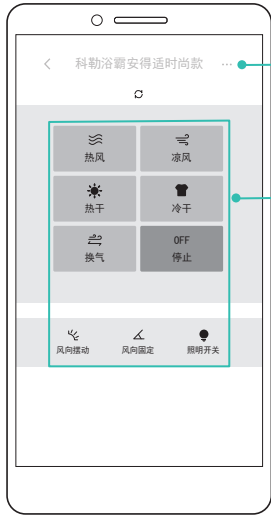 科勒浴霸安得适时尚款 ...
热风 凉风
热干 冷干
OFF
换气 停止
风向摆动 风向固定 照明开关